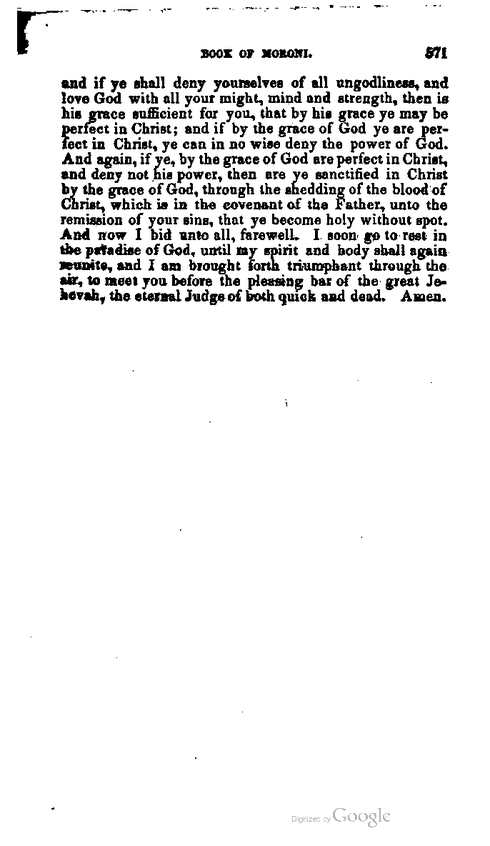 BOOK OF MORONI. 571
and if ye shall deny yourselves of all ungodliness, and
love God with all your might, mind and strength, then is
his grace sufficient for you, that by his grace ye may be
perfect in Christ; and if by the grace of God ye are per-
fect in Christ, ye can in no wise deny the power of God.
And again, if ye, by the grace of God are perfect in Christ,
and deny not his power, then are ye sanctified in Christ
by the grace of God, through the shedding of the blood of
Christ, which is in the covenant of the Father, unto the
remission of your sins, that ye become holy without spot.
And now I bid unto all, farewell. I soon go to rest in
the paradise of God, until my spirit and body shall again
reunite, and I am brought forth triumphant through the
air, to meet you before the pleasing bar of the great Je-
hovah, the eternal Judge of both quick and dead. Amen.
Digitized by Google